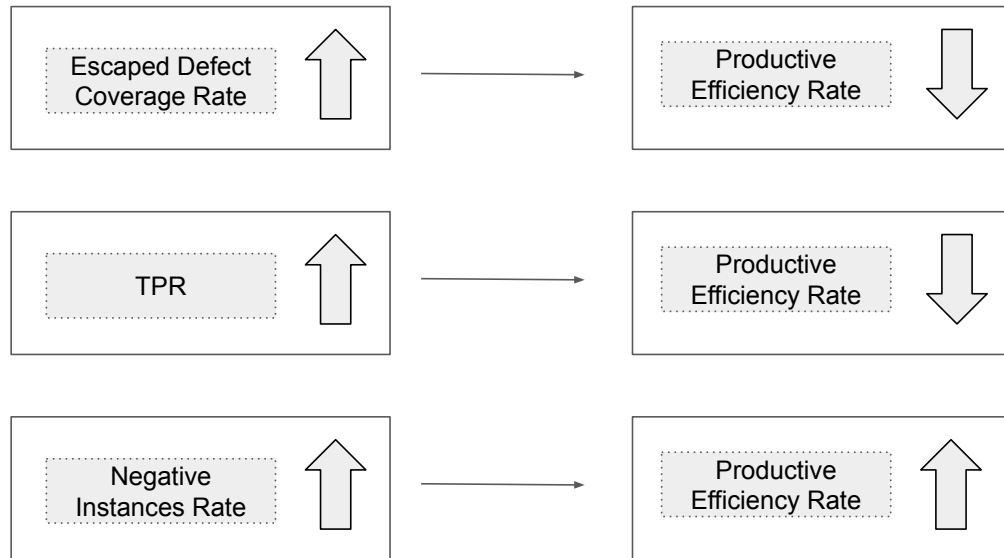 Escaped Defect
Coverage Rate
Productive
Efficiency Rate
TPR
Productive
Efficiency Rate
Negative
Instances Rate
Productive
Efficiency Rate